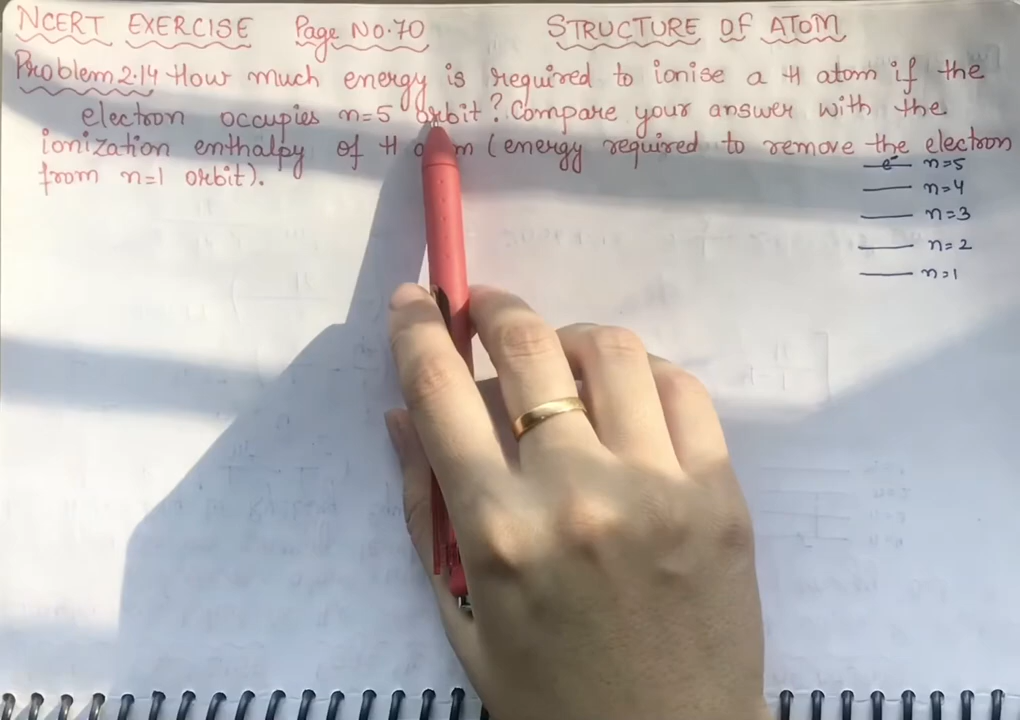 NCERT EXERCISE Page No.70 STRUCTURE OF ATOM
Problem 2.14 How much energy is required to ionise a H atom if the
electron occupies n=5 orbit? Compare your answer with the
ionization enthalpy of H (energy required to remove the electron
from n=1 orbit).
e⁻ n=5
n=4
n=3
n=2
n=1